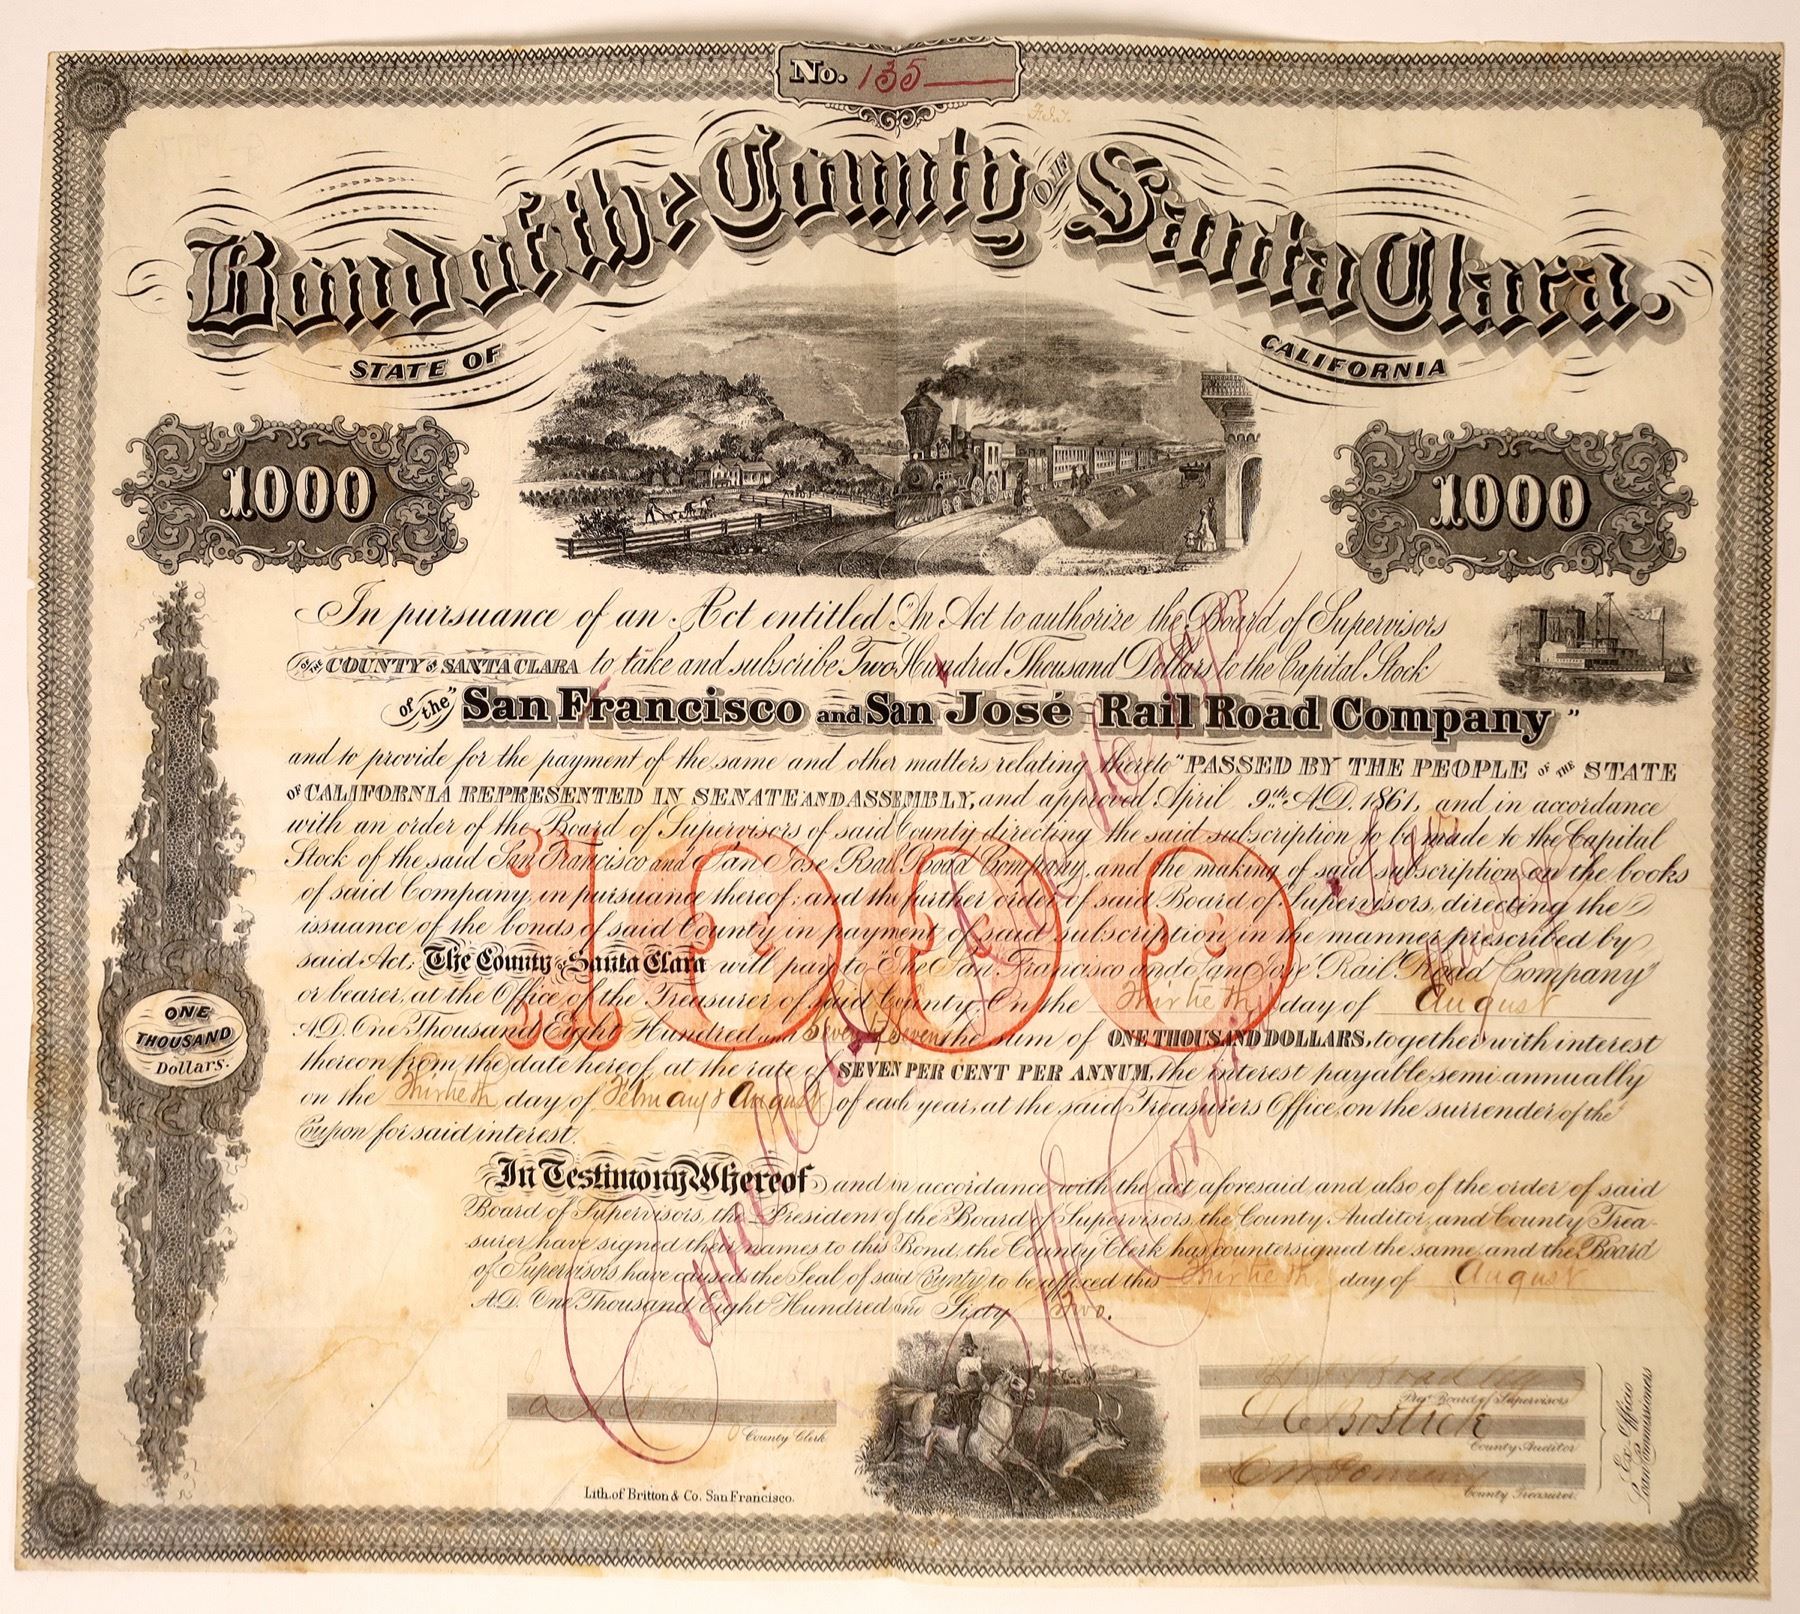 No. 135
F.S.T.
Bond of the County OF Santa Clara.
STATE OF CALIFORNIA
1000
1000
In pursuance of an Act entitled "An Act to authorize the Board of Supervisors
OF THE COUNTY OF SANTA CLARA to take and subscribe Two Hundred Thousand Dollars to the Capital Stock
of the "San Francisco and San José Rail Road Company"
and to provide for the payment of the same and other matters relating thereto" PASSED BY THE PEOPLE OF THE STATE
OF CALIFORNIA REPRESENTED IN SENATE AND ASSEMBLY, and approved April 9th A.D. 1861, and in accordance
with an order of the Board of Supervisors of said County directing the said subscription to be made to the Capital
Stock of the said San Francisco and San Jose Rail Road Company, and the making of said subscription on the books
of said Company, in pursuance thereof; and the further order of said Board of Supervisors, directing the
issuance of the bonds of said County in payment of said subscription in the manner prescribed by
said Act; The County of Santa Clara will pay to "The San Francisco and San Jose Rail Road Company"
or bearer, at the Office of the Treasurer of said County, On the Thirtieth day of August
A.D. One Thousand Eight Hundred and Seventy seven the sum of ONE THOUSAND DOLLARS, together with interest
thereon from the date hereof, at the rate of SEVEN PER CENT PER ANNUM, the interest payable semi annually
on the Thirtieth day of February & August of each year, at the said Treasurers Office, on the surrender of the
Coupon for said interest.
1000
ONE
THOUSAND
Dollars.
In Testimony Whereof, and in accordance with the act aforesaid, and also of the order of said
Board of Supervisors, the President of the Board of Supervisors, the County Auditor, and County Trea-
surer, have signed their names to this Bond, the County Clerk has countersigned the same, and the Board
of Supervisors have caused the Seal of said County to be affixed this Thirtieth day of August
A.D. One Thousand Eight Hundred and Sixty Two.
Cancelled
County Clerk
Prest Board of Supervisors
Bostick
County Auditor
County Treasurer.
Ex Officio
Loan Commissioners
Lith. of Britton & Co. San Francisco.